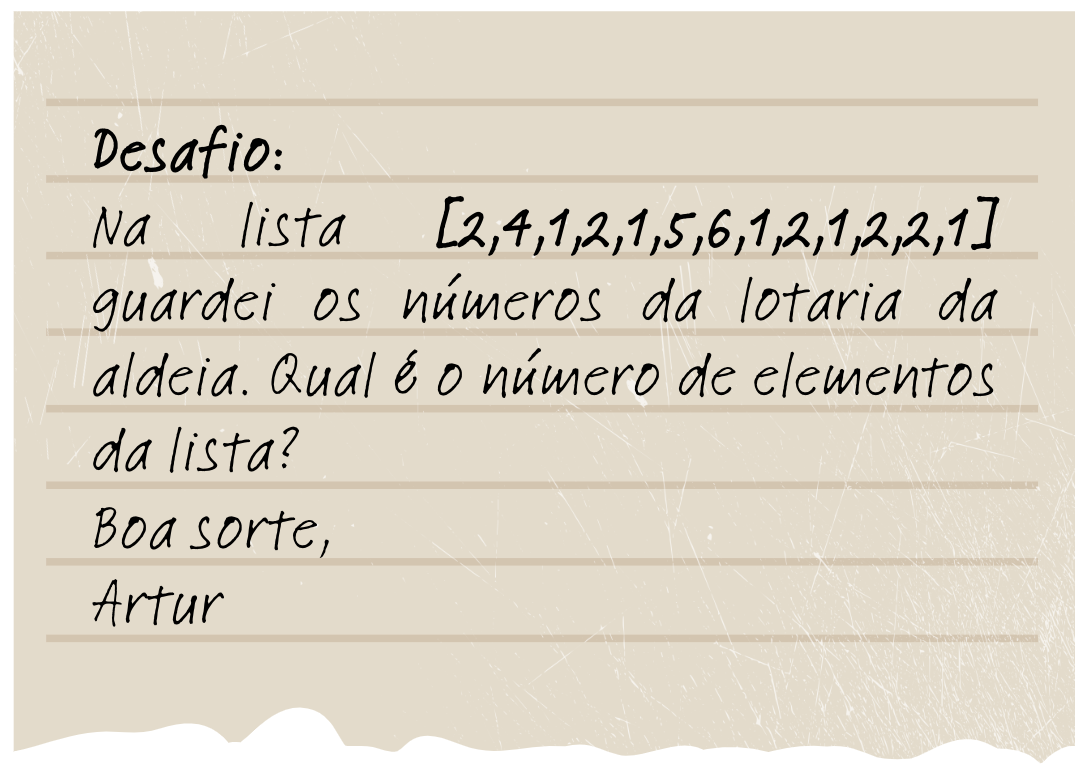 Desafio:
Na lista [2,4,1,2,1,5,6,1,2,1,2,2,1]
guardei os números da lotaria da
aldeia. Qual é o número de elementos
da lista?
Boa sorte,
Artur